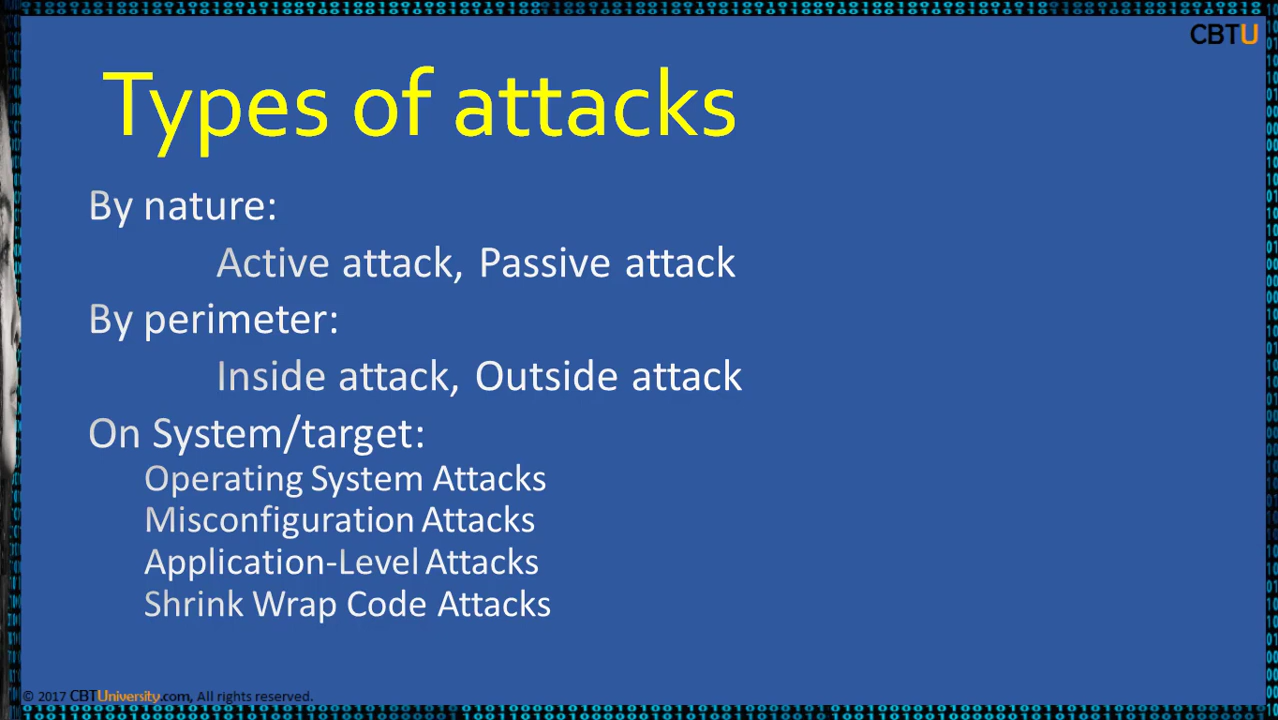 CBTU
Types of attacks
By nature:
Active attack, Passive attack
By perimeter:
Inside attack, Outside attack
On System/target:
Operating System Attacks
Misconfiguration Attacks
Application-Level Attacks
Shrink Wrap Code Attacks
© 2017 CBTUniversity.com, All rights reserved.